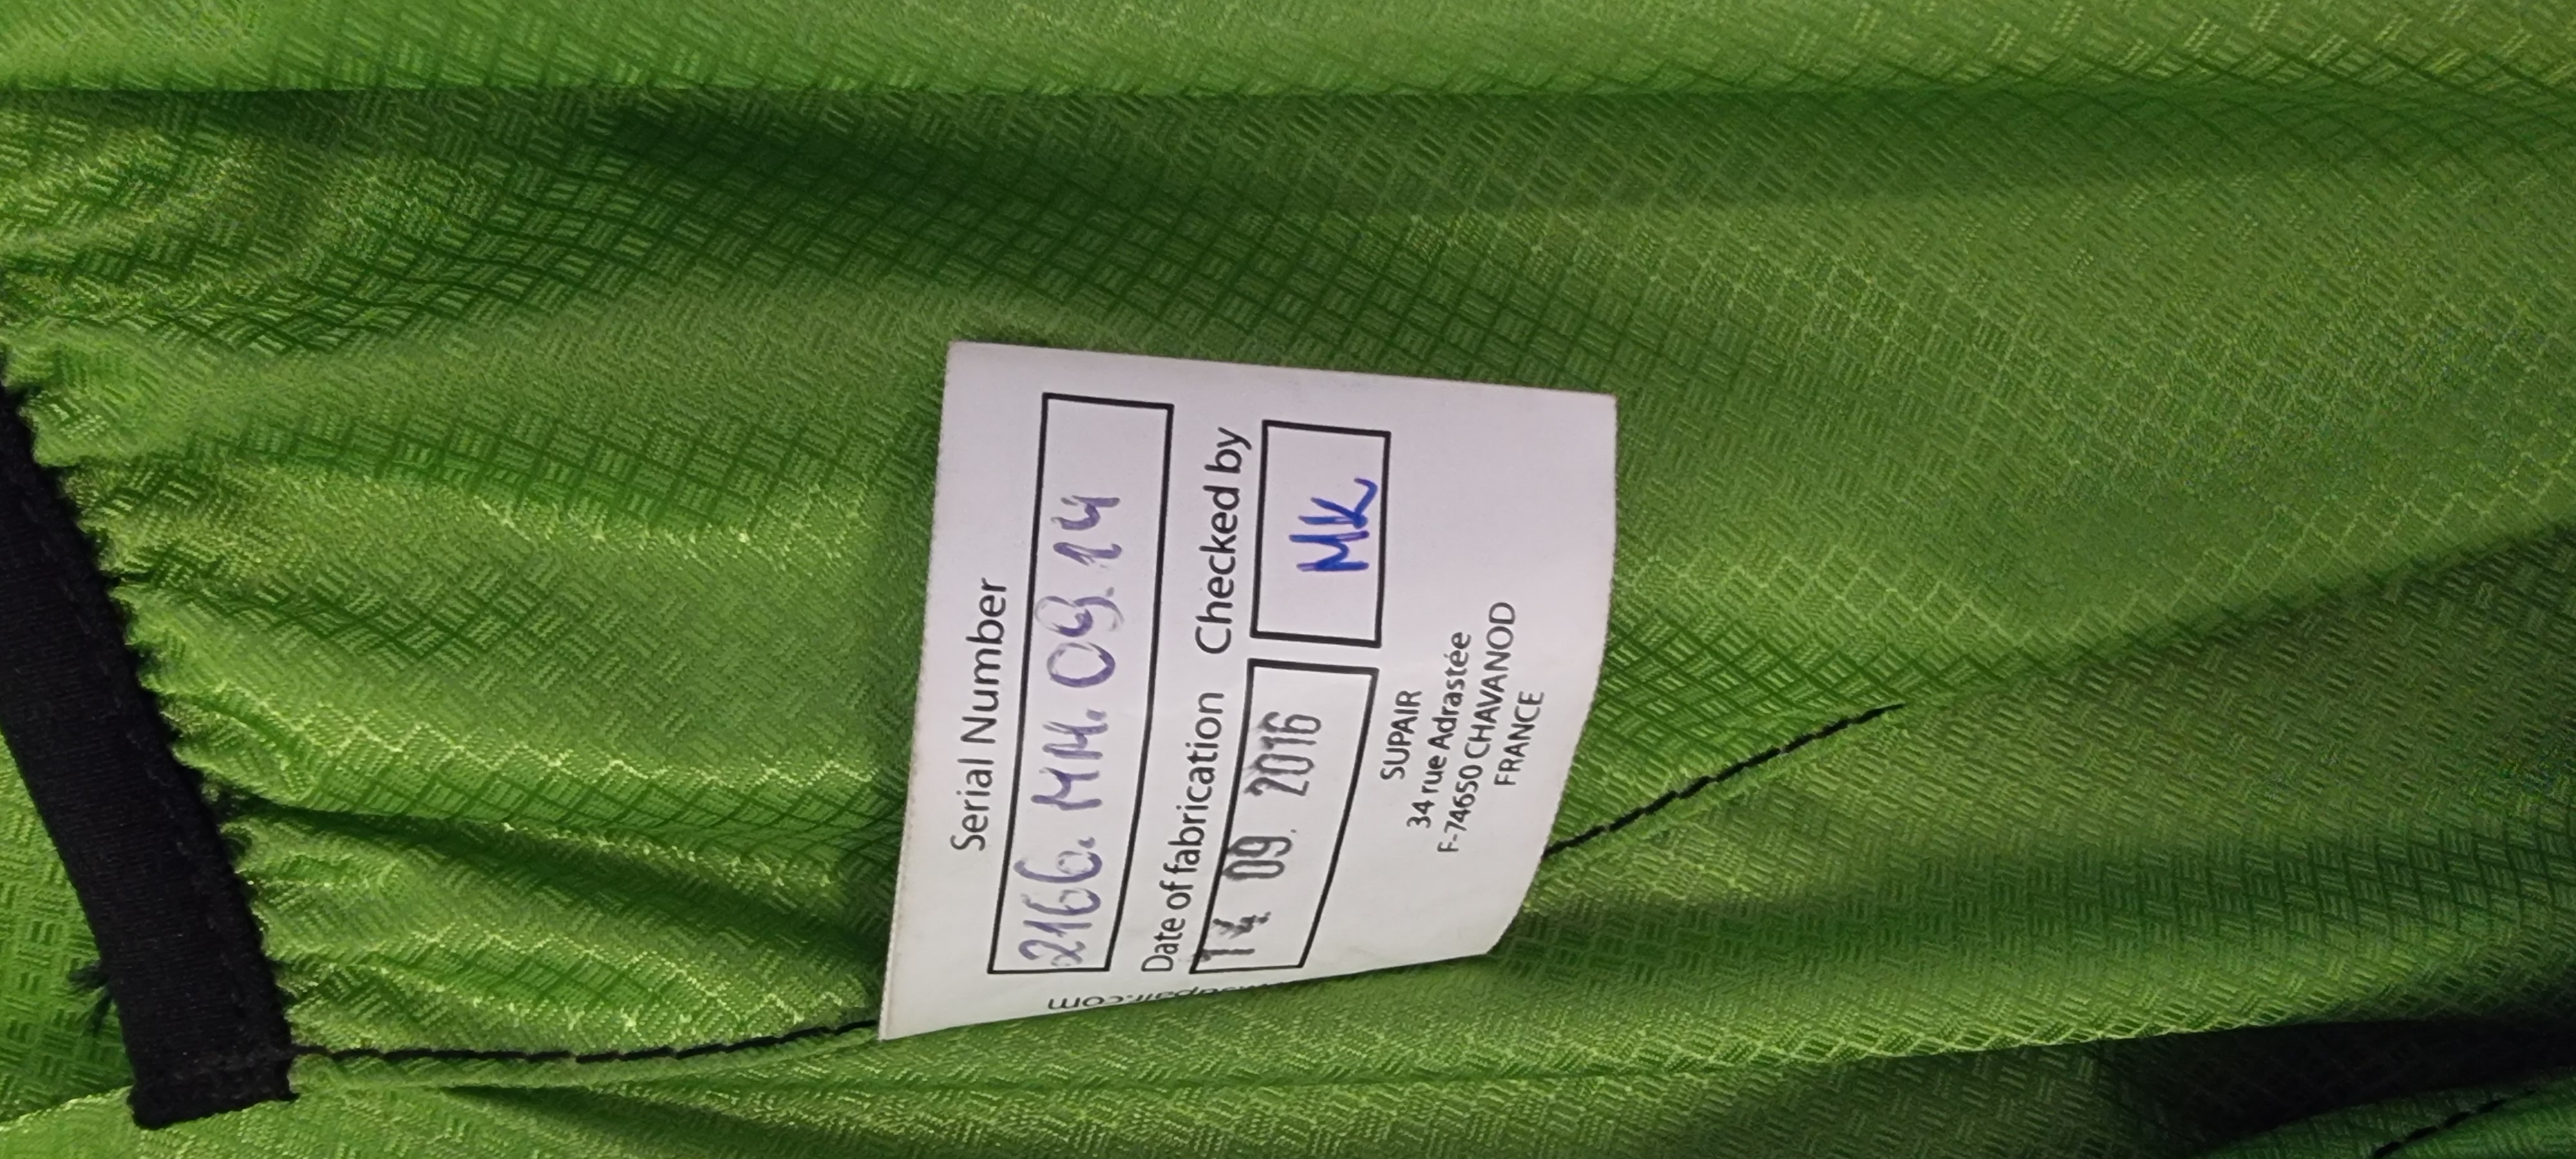 Serial Number
2166. MM. 09. 14
Date of fabrication Checked by
14 09. 2016 MK
SUPAIR
34 rue Adrastée
F-74650 CHAVANOD
FRANCE